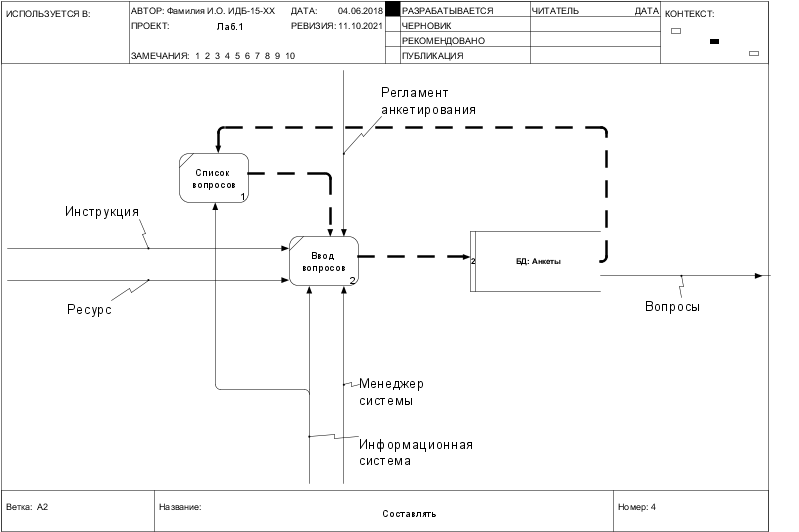 ИСПОЛЬЗУЕТСЯ В:
АВТОР: Фамилия И.О. ИДБ-15-ХХ
ДАТА: 04.06.2018
ПРОЕКТ: Лаб.1
РЕВИЗИЯ: 11.10.2021
ЗАМЕЧАНИЯ: 1 2 3 4 5 6 7 8 9 10
РАЗРАБАТЫВАЕТСЯ
ЧЕРНОВИК
РЕКОМЕНДОВАНО
ПУБЛИКАЦИЯ
ЧИТАТЕЛЬ
ДАТА
КОНТЕКСТ:
Регламент
анкетирования
Список
вопросов
1
Инструкция
Ввод
вопросов
2
2
БД: Анкеты
Ресурс
Вопросы
Менеджер
системы
Информационная
система
Ветка: А2
Название:
Составлять
Номер: 4